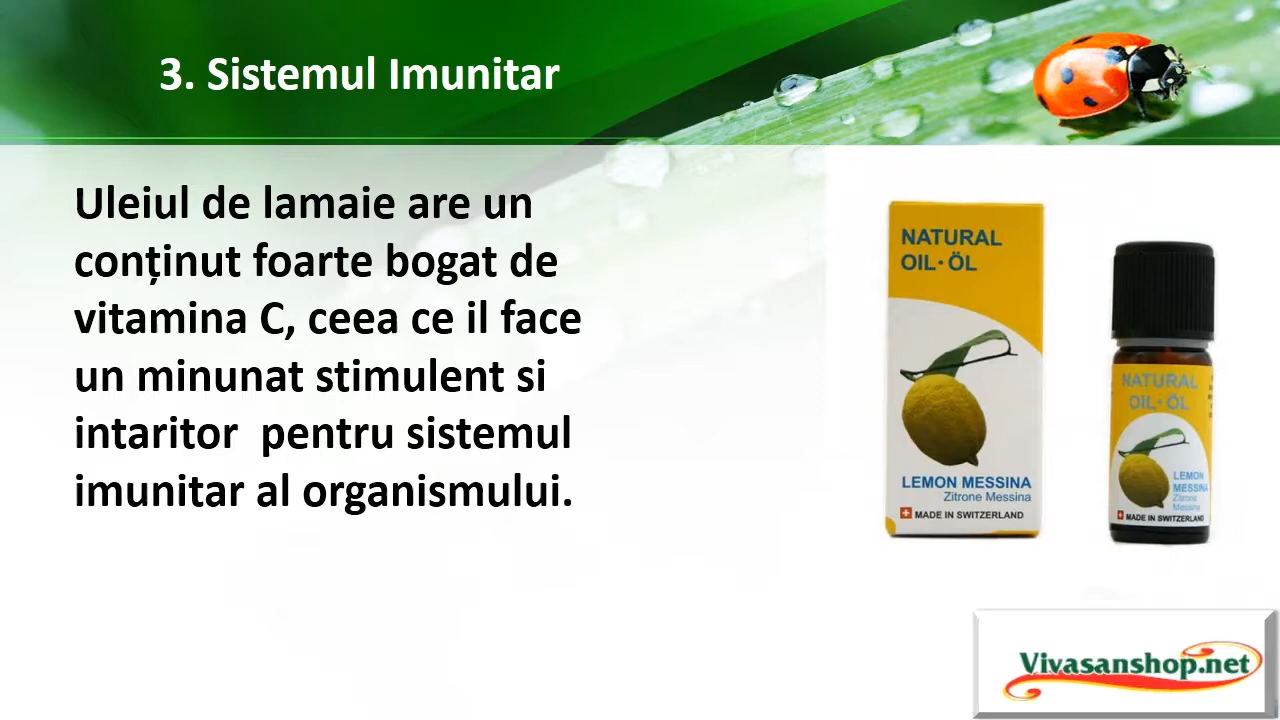 3. Sistemul Imunitar
Uleiul de lamaie are un
conținut foarte bogat de
vitamina C, ceea ce il face
un minunat stimulent si
intaritor  pentru sistemul
imunitar al organismului.
NATURAL
OIL· ÖL
LEMON MESSINA
Zitrone Messina
MADE IN SWITZERLAND
NATURAL
OIL· ÖL
LEMON
MESSINA
Zitrone
Messina
MADE IN SWITZERLAND
Vivasanshop.net